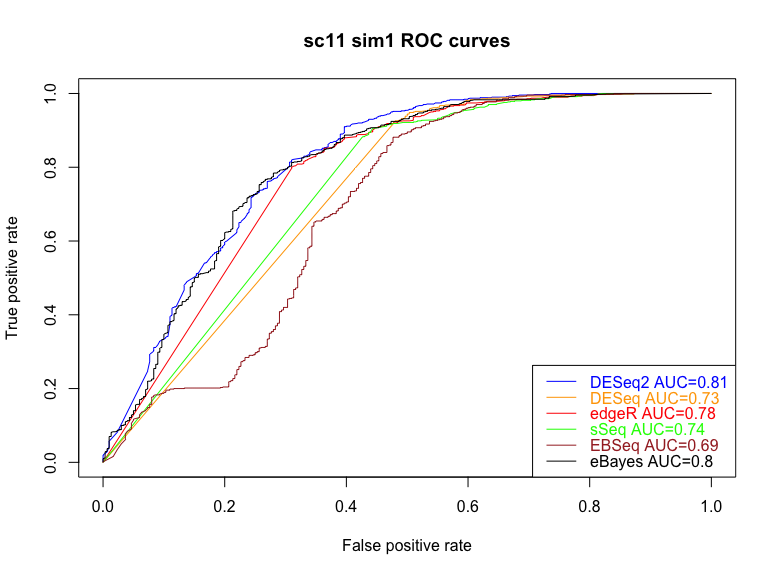 sc11 sim1 ROC curves
True positive rate
1.0
0.8
0.6
0.4
0.2
0.0
DESeq2 AUC=0.81
DESeq AUC=0.73
edgeR AUC=0.78
sSeq AUC=0.74
EBSeq AUC=0.69
eBayes AUC=0.8
0.0 0.2 0.4 0.6 0.8 1.0
False positive rate